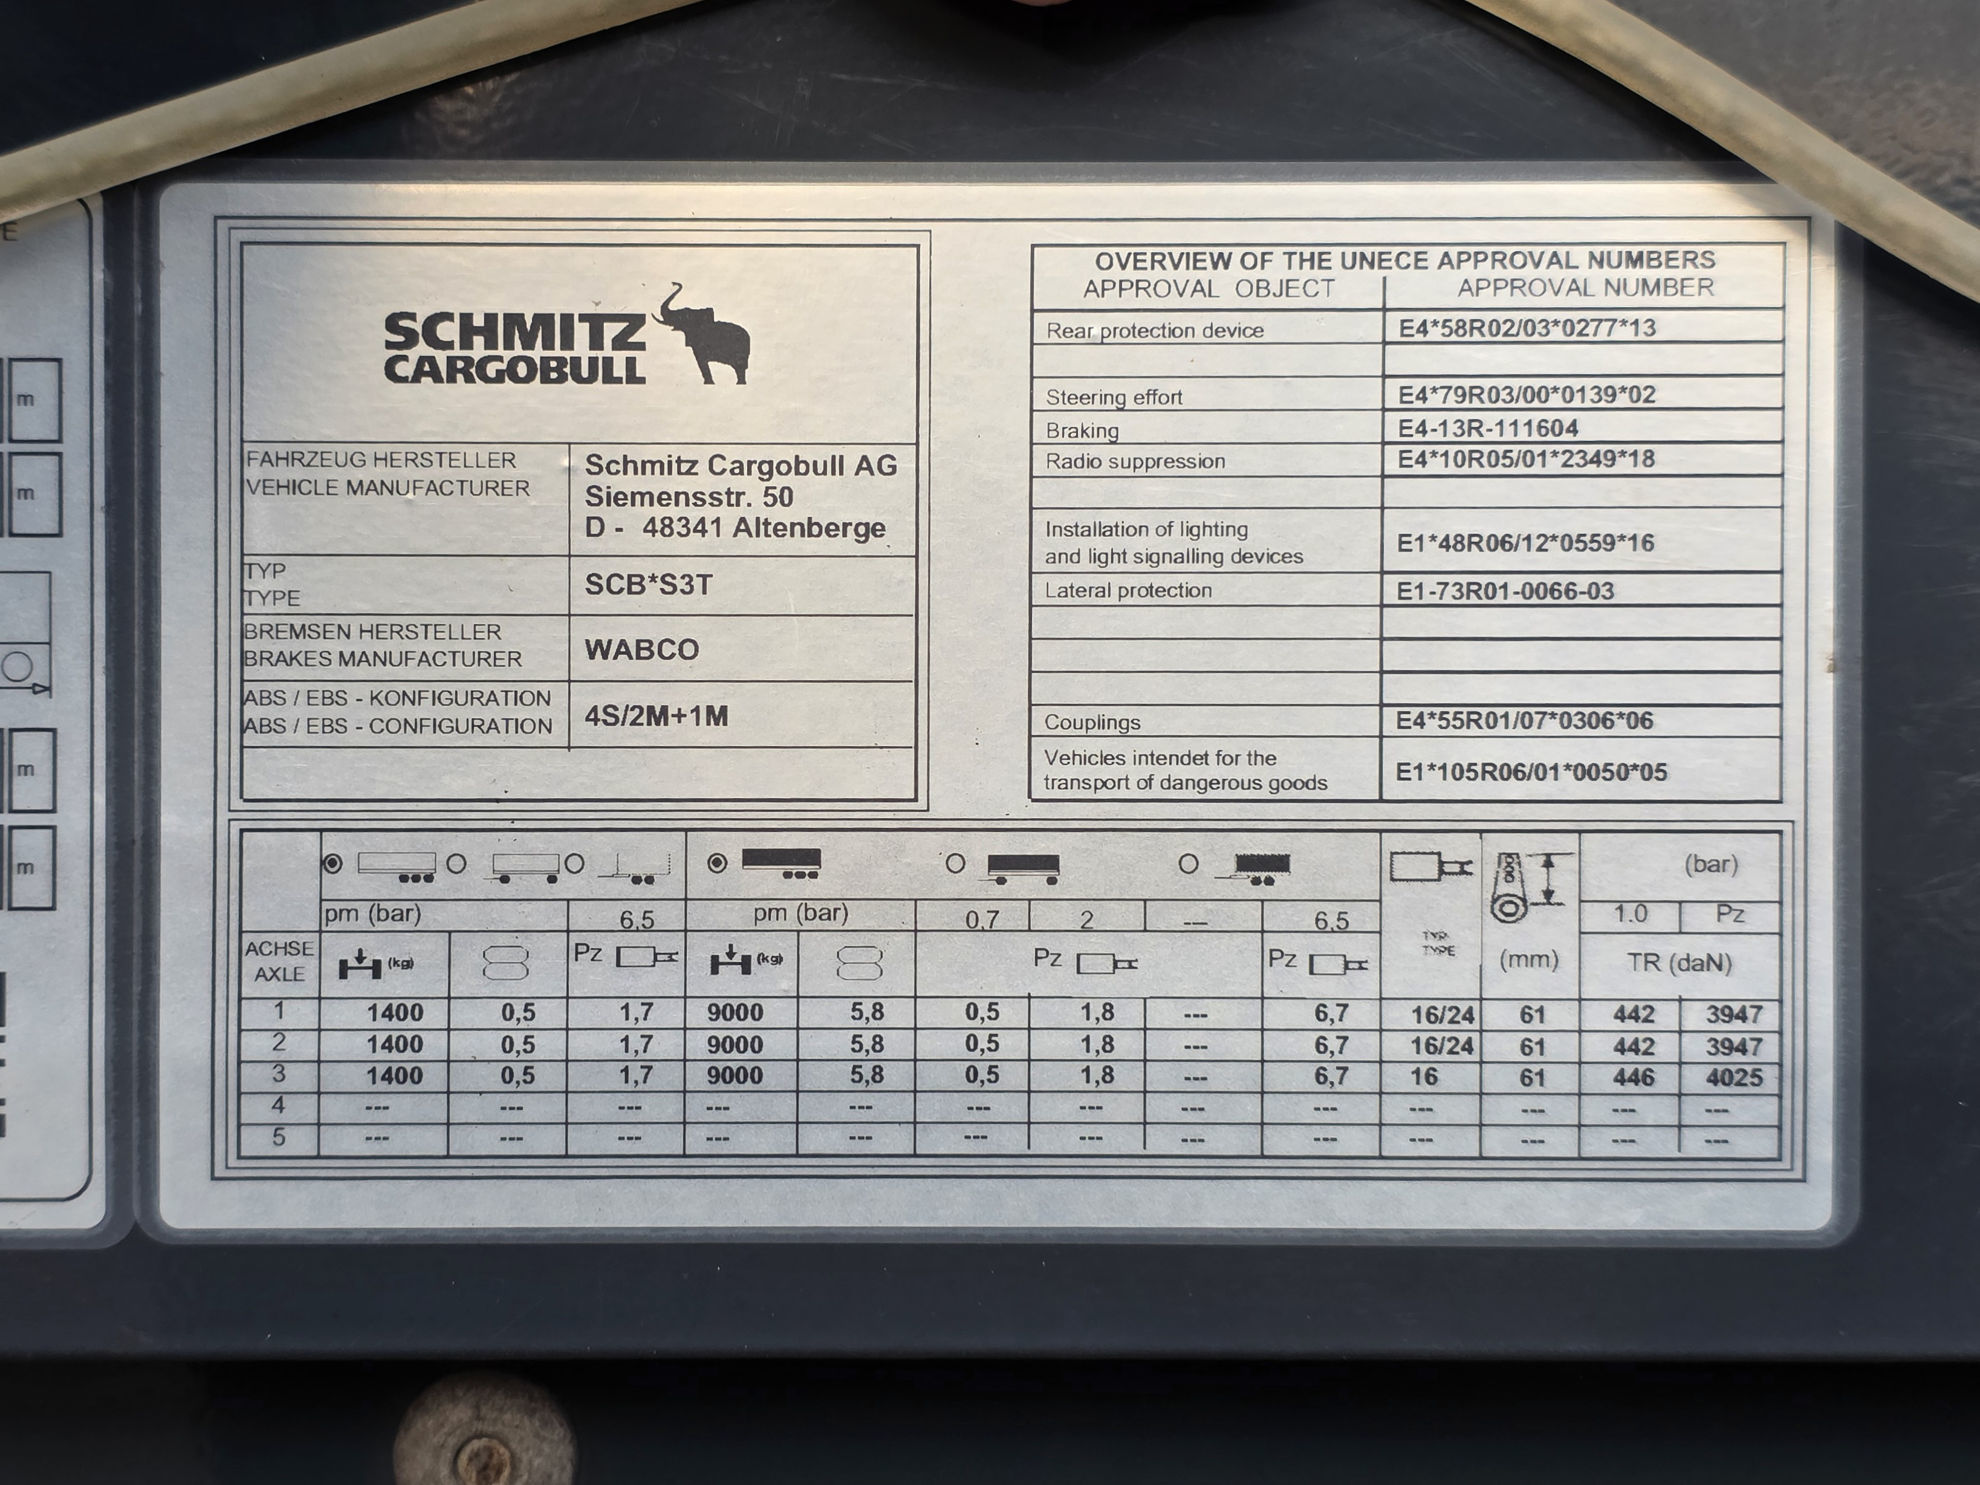 E
m
m
m
m
SCHMITZ
CARGOBULL
FAHRZEUG HERSTELLER
VEHICLE MANUFACTURER
Schmitz Cargobull AG
Siemensstr. 50
D - 48341 Altenberge
TYP
TYPE
SCB*S3T
BREMSEN HERSTELLER
BRAKES MANUFACTURER
WABCO
ABS / EBS - KONFIGURATION
ABS / EBS - CONFIGURATION
4S/2M+1M
OVERVIEW OF THE UNECE APPROVAL NUMBERS
APPROVAL OBJECT APPROVAL NUMBER
Rear protection device E4*58R02/03*0277*13
Steering effort E4*79R03/00*0139*02
Braking E4-13R-111604
Radio suppression E4*10R05/01*2349*18
Installation of lighting
and light signalling devices E1*48R06/12*0559*16
Lateral protection E1-73R01-0066-03
Couplings E4*55R01/07*0306*06
Vehicles intendet for the
transport of dangerous goods E1*105R06/01*0050*05
(bar)
pm (bar) 6,5 pm (bar) 0,7 2 --- 6,5 1.0 Pz
ACHSE
AXLE
(kg) Pz (kg) Pz Pz
TYP
TYPE
(mm) TR (daN)
1 1400 0,5 1,7 9000 5,8 0,5 1,8 --- 6,7 16/24 61 442 3947
2 1400 0,5 1,7 9000 5,8 0,5 1,8 --- 6,7 16/24 61 442 3947
3 1400 0,5 1,7 9000 5,8 0,5 1,8 --- 6,7 16 61 446 4025
4 --- --- --- --- --- --- --- --- --- --- --- --- ---
5 --- --- --- --- --- --- --- --- --- --- --- --- ---